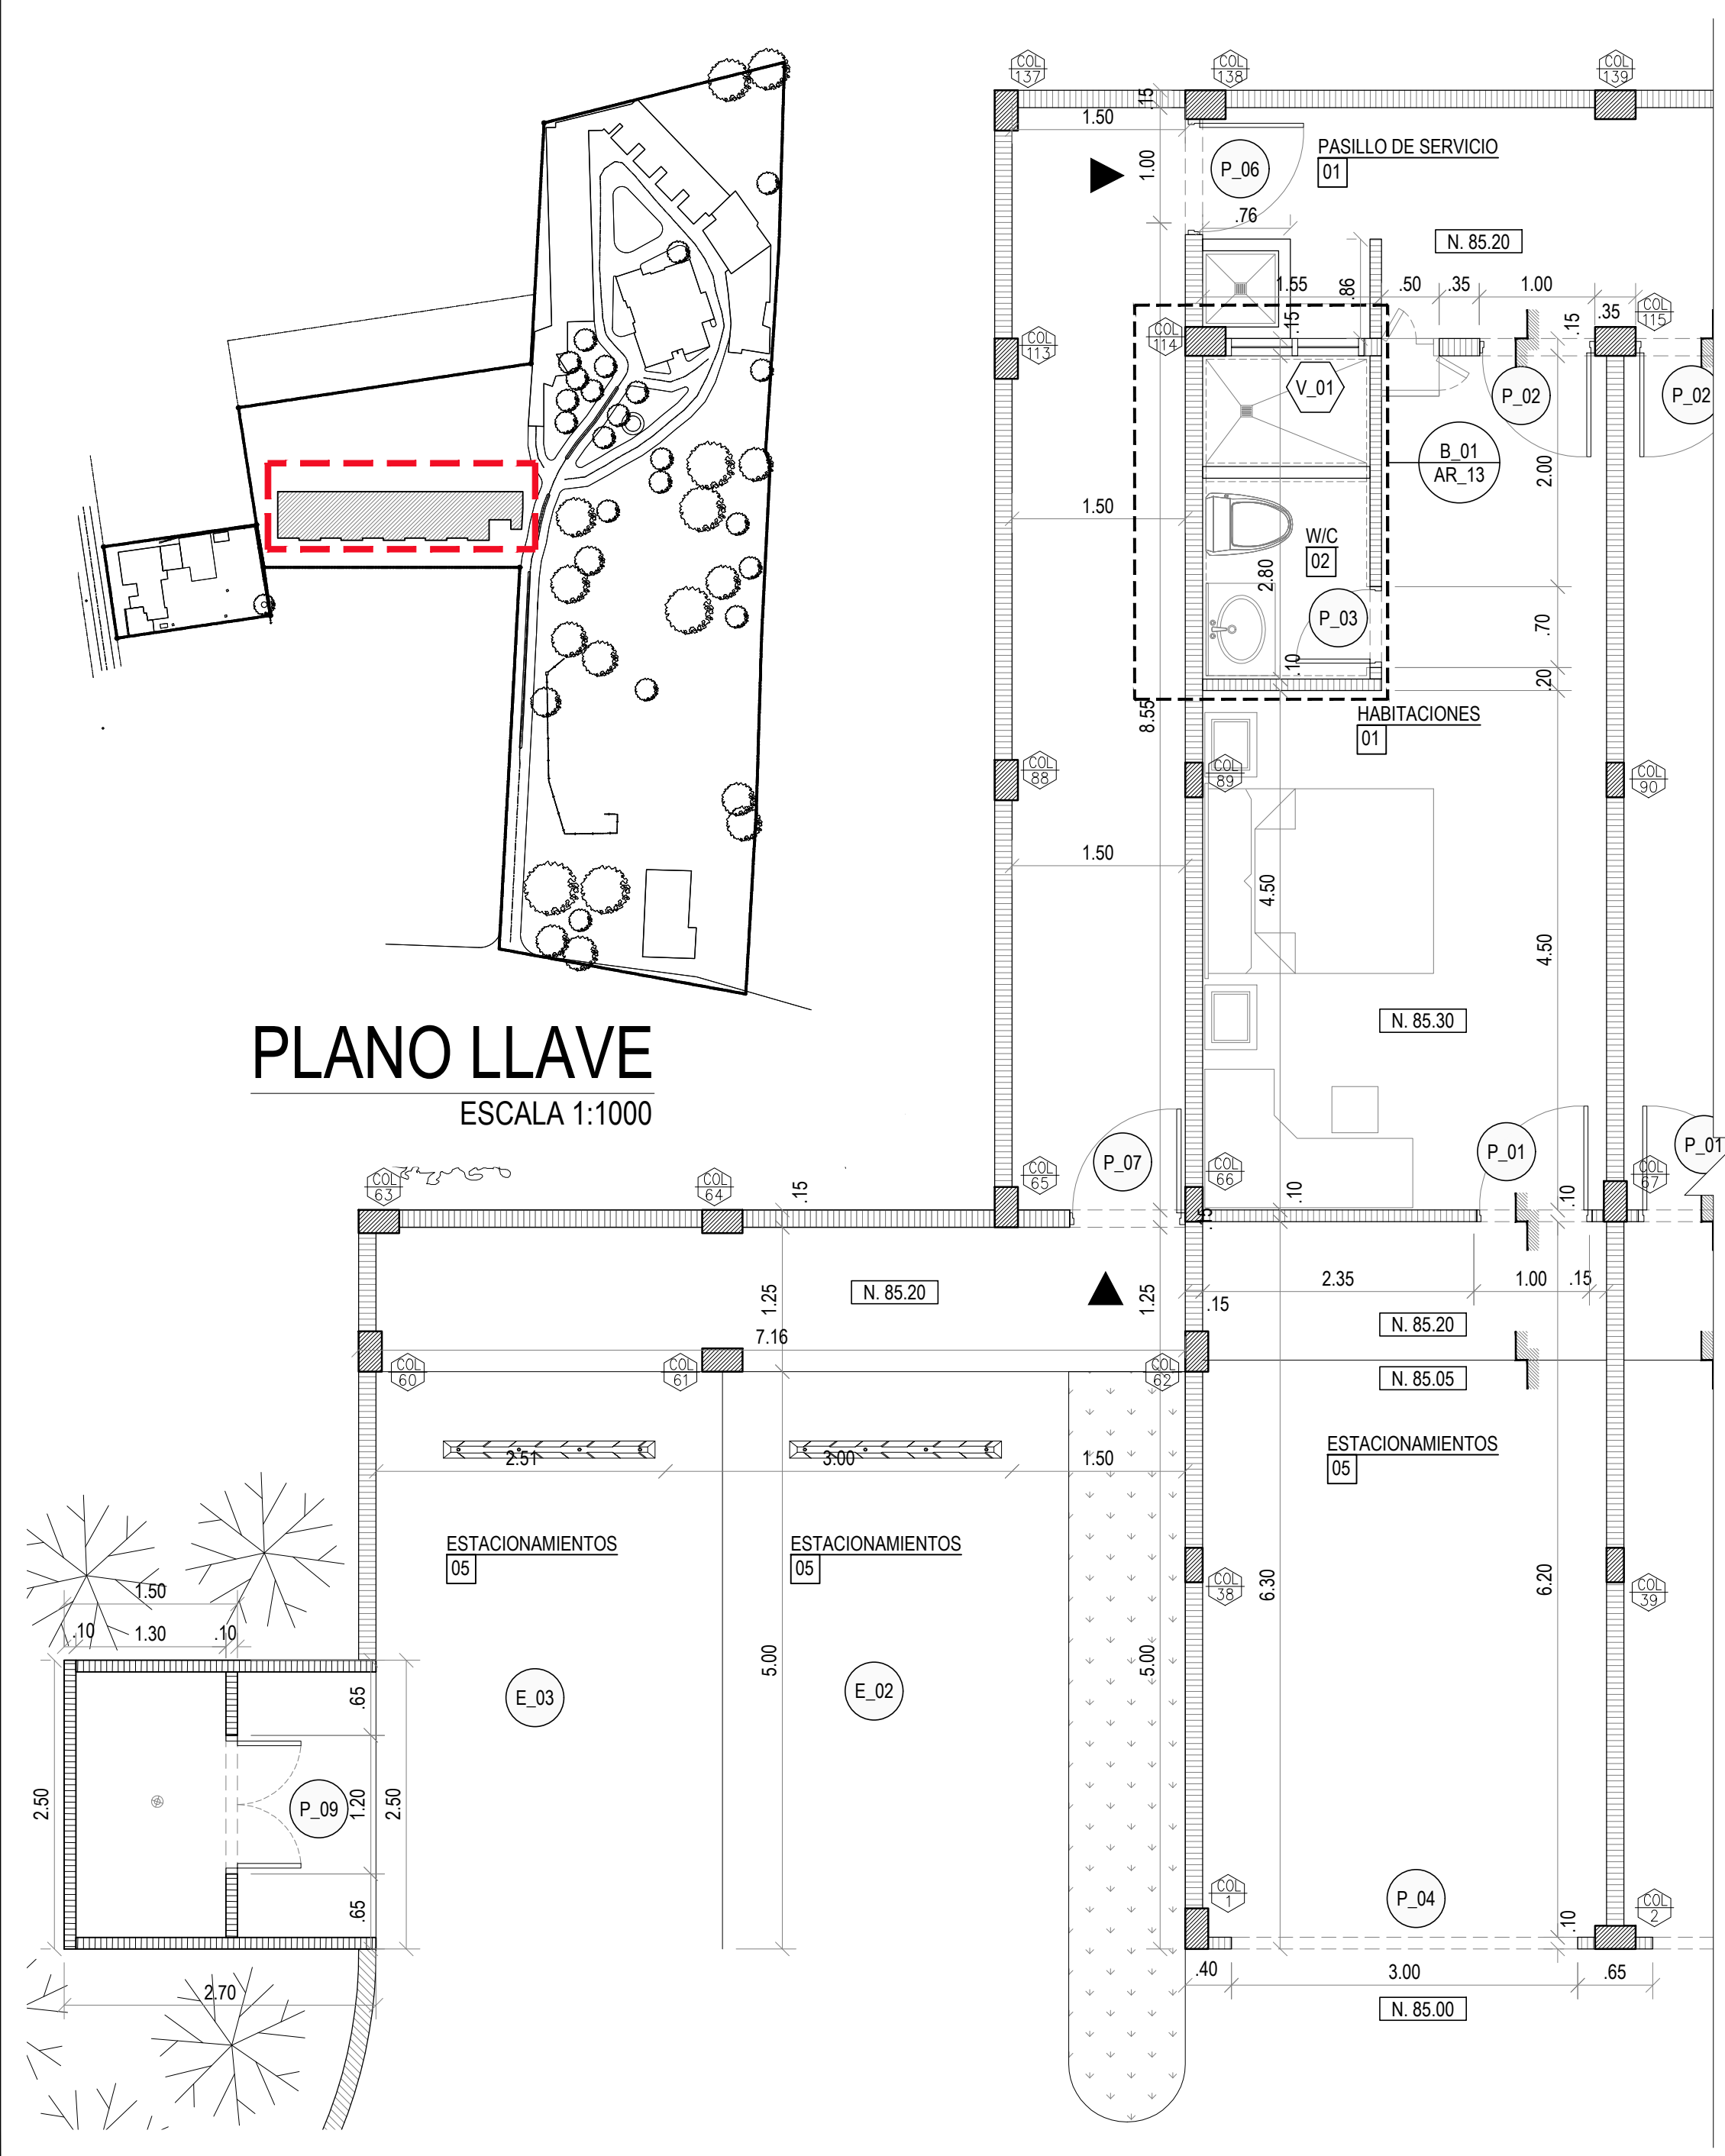 COL
137
COL
138
COL
139
.15
1.50
PASILLO DE SERVICIO
01
1.00
P_06
.76
N. 85.20
1.55
.86
.50
.35
1.00
.15
.35
COL
115
COL
113
COL
114
.15
V_01
P_02
P_02
B_01
AR_13
2.00
1.50
W/C
02
2.80
P_03
.70
.10
.20
8.55
HABITACIONES
01
COL
88
COL
89
COL
90
1.50
4.50
4.50
N. 85.30
PLANO LLAVE
ESCALA 1:1000
P_07
P_01
P_01
COL
63
COL
64
COL
65
COL
66
COL
67
.15
.10
.10
.15
1.25
N. 85.20
1.25
2.35
1.00
.15
.15
7.16
N. 85.20
COL
60
COL
61
COL
62
N. 85.05
2.51
3.00
1.50
ESTACIONAMIENTOS
05
ESTACIONAMIENTOS
05
ESTACIONAMIENTOS
05
COL
38
COL
39
6.30
6.20
1.50
.10
1.30
.10
5.00
5.00
.65
E_03
E_02
2.50
P_09
1.20
2.50
.65
COL
1
P_04
COL
2
.10
.40
3.00
.65
2.70
N. 85.00